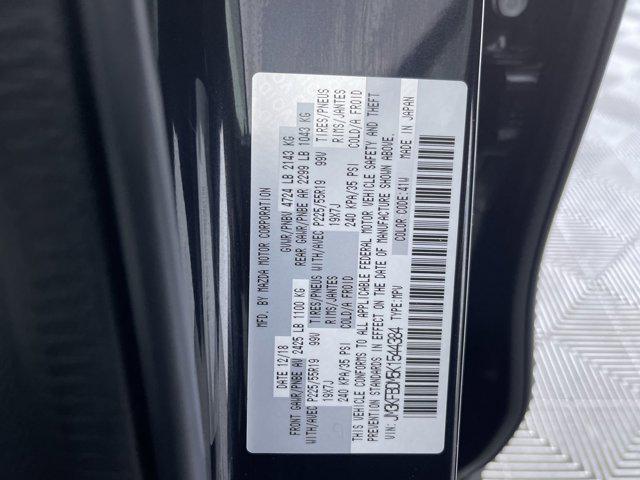 MFD. BY MAZDA MOTOR CORPORATION
DATE 12/18 GVWR/PNBV 4724 LB 2143 KG
FRONT GAWR/PNBE AV 2425 LB 1100 KG REAR GAWR/PNBE AR 2299 LB 1043 KG
WITH/AVEC P225/55R19 99V TIRES/PNEUS WITH/AVEC P225/55R19 99V TIRES/PNEUS
19X7J RIMS/JANTES 19X7J RIMS/JANTES
240 KPA/35 PSI COLD/A FROID 240 KPA/35 PSI COLD/A FROID
THIS VEHICLE CONFORMS TO ALL APPLICABLE FEDERAL MOTOR VEHICLE SAFETY AND THEFT
PREVENTION STANDARDS IN EFFECT ON THE DATE OF MANUFACTURE SHOWN ABOVE.
VIN: JM3KFBDM5K1544394 TYPE:MPV COLOR CODE:41W MADE IN JAPAN